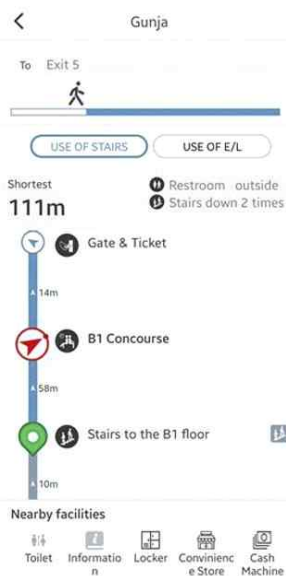 Gunja
To Exit 5
USE OF STAIRS USE OF E/L
Shortest
111m
Restroom outside
Stairs down 2 times
Gate & Ticket
14m
B1 Concourse
58m
Stairs to the B1 floor
10m
Nearby facilities
Toilet Informatio Locker Convinienc Cash
n e Store Machine